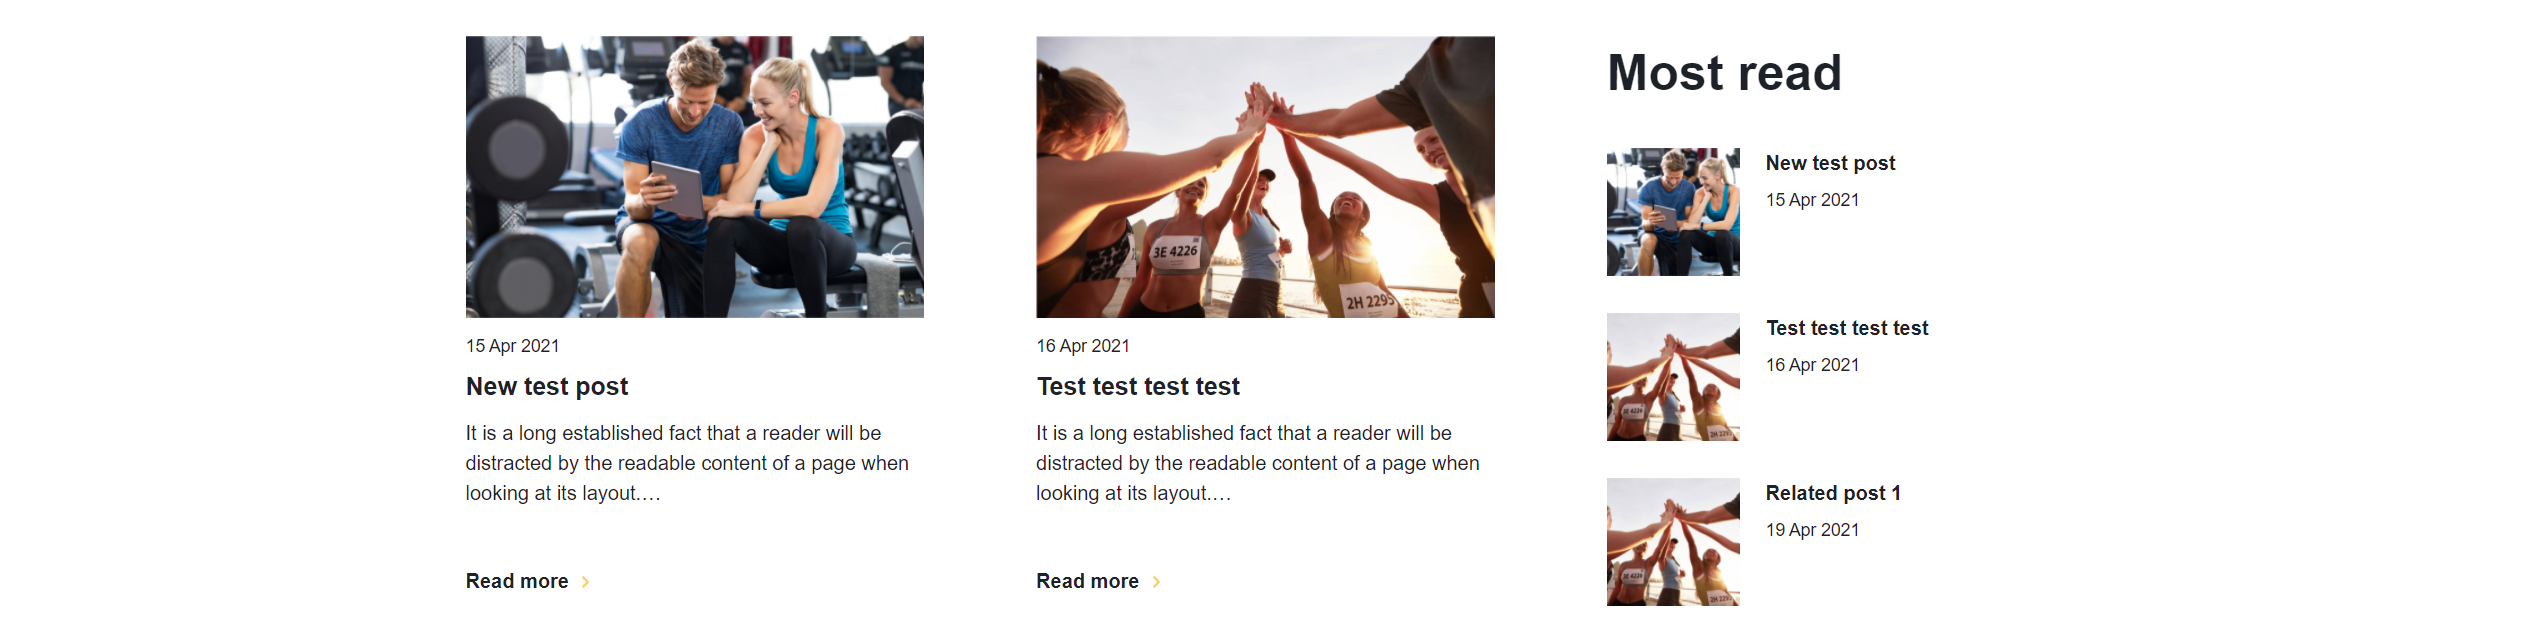 3E 4226
2H 2295
15 Apr 2021
New test post
It is a long established fact that a reader will be
distracted by the readable content of a page when
looking at its layout.…
Read more
16 Apr 2021
Test test test test
It is a long established fact that a reader will be
distracted by the readable content of a page when
looking at its layout.…
Read more
Most read
New test post
15 Apr 2021
Test test test test
16 Apr 2021
3E 4226
Related post 1
19 Apr 2021
3E 4226